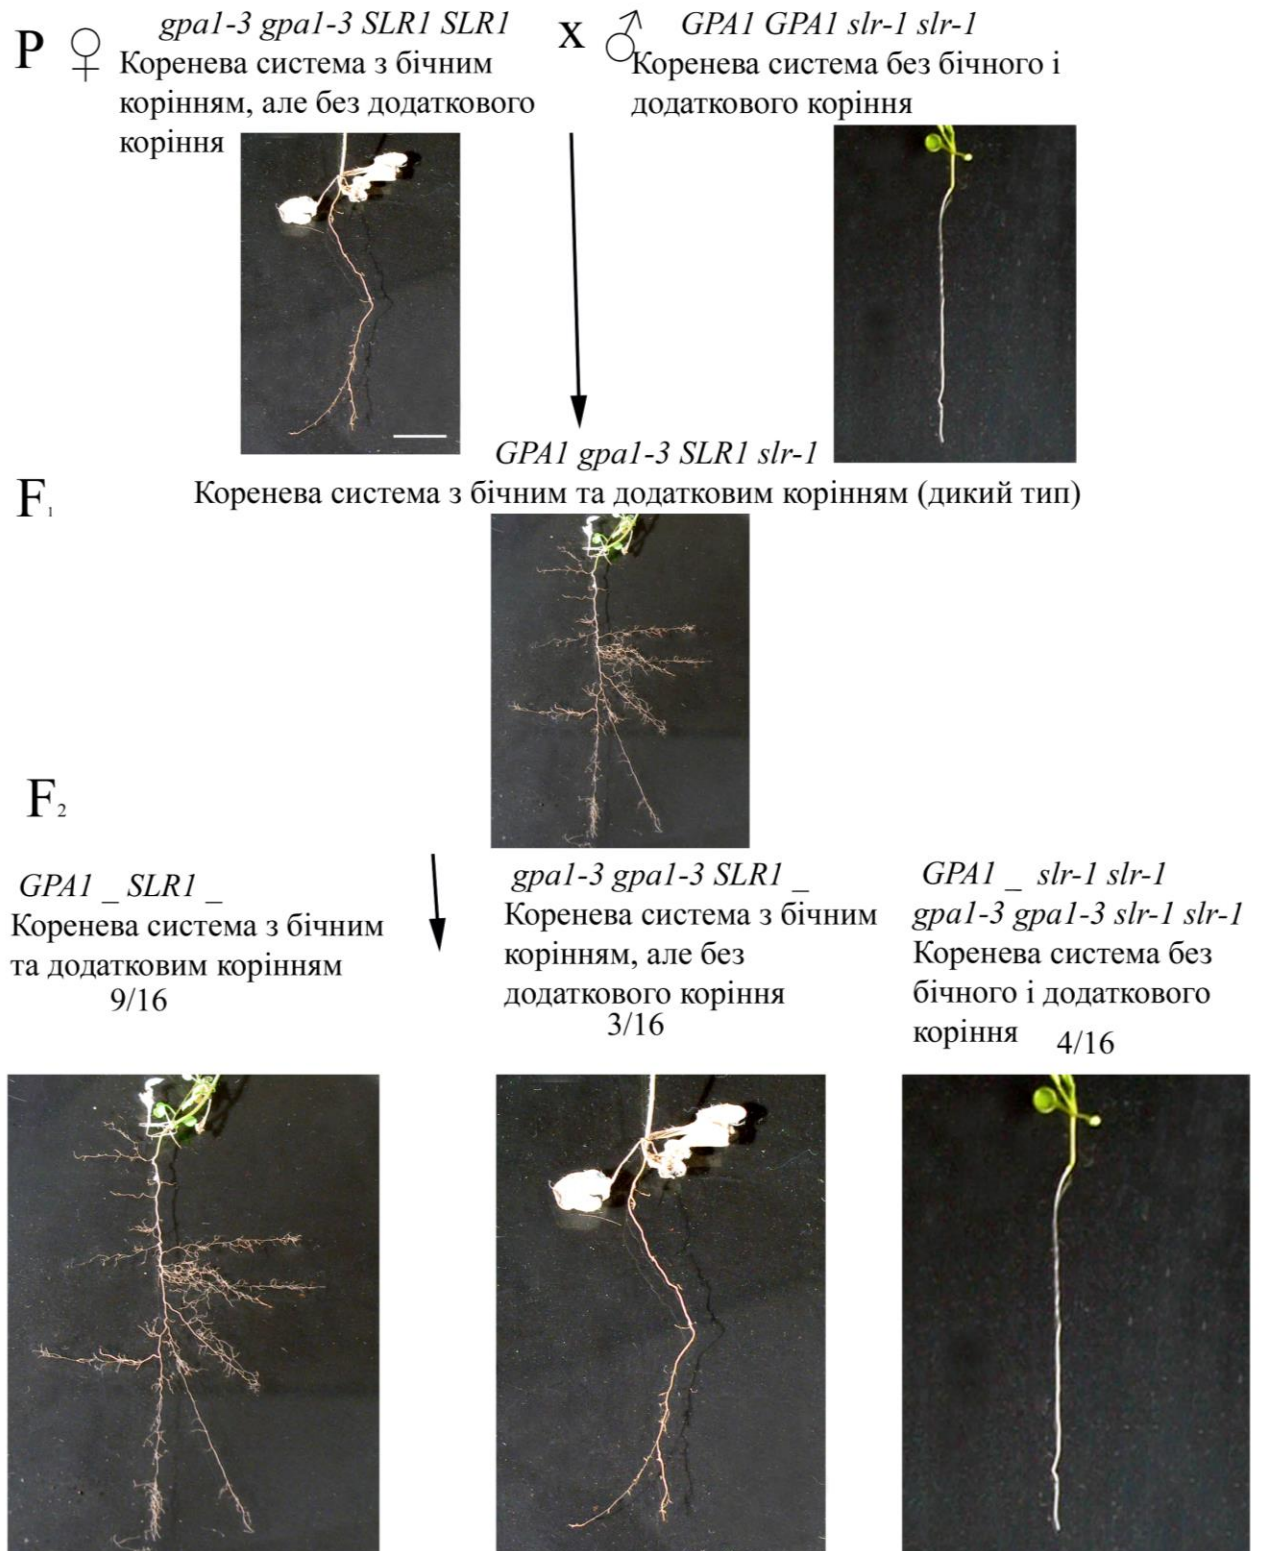 P ♀ gpa1-3 gpa1-3 SLR1 SLR1 x ♂ GPA1 GPA1 slr-1 slr-1
Коренева система з бічним
корінням, але без додаткового
коріння
Коренева система без бічного і
додаткового коріння
GPA1 gpa1-3 SLR1 slr-1
F₁ Коренева система з бічним та додатковим корінням (дикий тип)
F₂
GPA1 _ SLR1 _
Коренева система з бічним
та додатковим корінням
9/16
gpa1-3 gpa1-3 SLR1 _
Коренева система з бічним
корінням, але без
додаткового коріння
3/16
GPA1 _ slr-1 slr-1
gpa1-3 gpa1-3 slr-1 slr-1
Коренева система без
бічного і додаткового
коріння 4/16